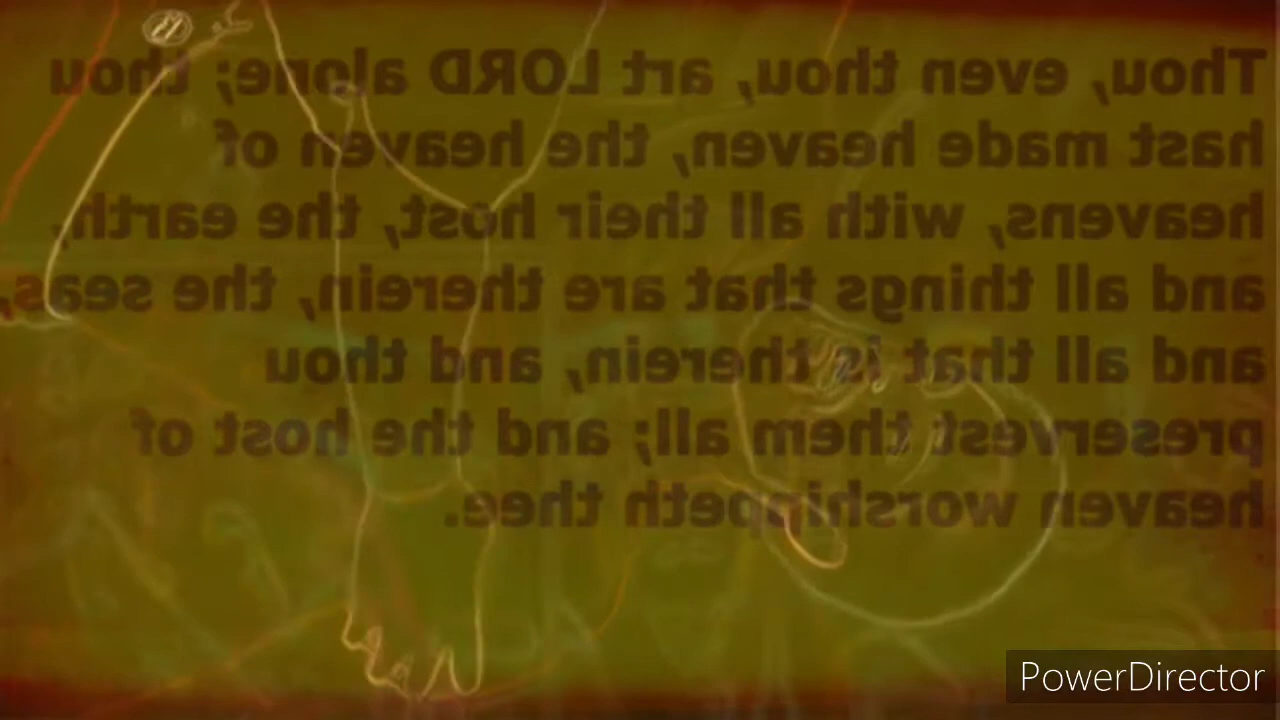 Thou, even thou, art LORD alone; thou
hast made heaven, the heaven of
heavens, with all their host, the earth,
and all things that are therein, the seas,
and all that is therein, and thou
preservest them all; and the host of
heaven worshippeth thee.
PowerDirector